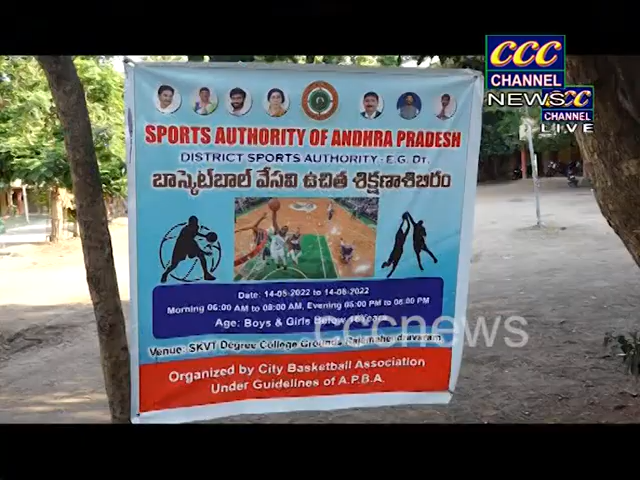 CCC
CHANNEL
NEWS
CCC
CHANNEL
LIVE
SPORTS AUTHORITY OF ANDHRA PRADESH
DISTRICT SPORTS AUTHORITY - E.G. DT.
బాస్కెట్‌బాల్ వేసవి ఉచిత శిక్షణాశిబిరం
Date: 14-05-2022 to 14-06-2022
Morning 06:00 AM to 08:00 AM, Evening 05:00 PM to 08:00 PM
Age: Boys & Girls Below 16 Years
cccnews
Venue: SKVT Degree College Grounds Rajamahendravaram
Organized by City Basketball Association
Under Guidelines of A.P.B.A.